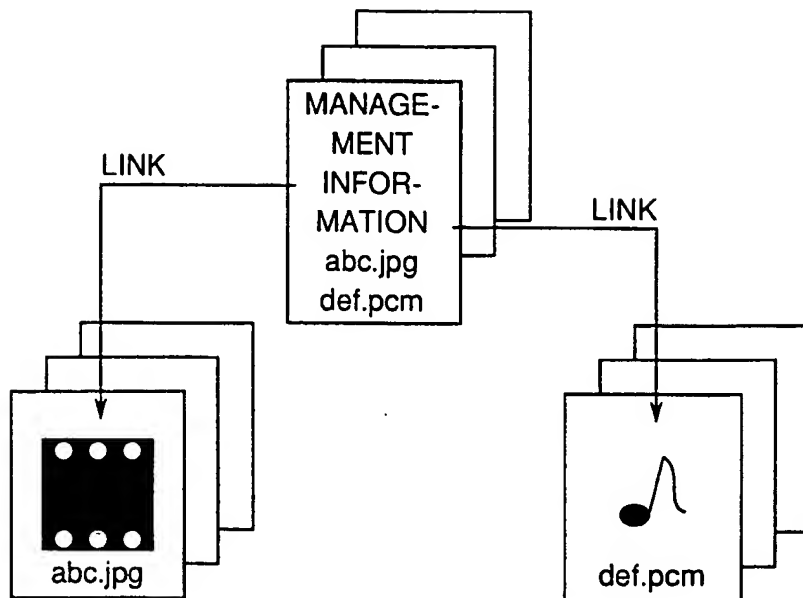 MANAGE-
MENT
INFOR-
MATION
abc.jpg
def.pcm
LINK
LINK
abc.jpg
def.pcm